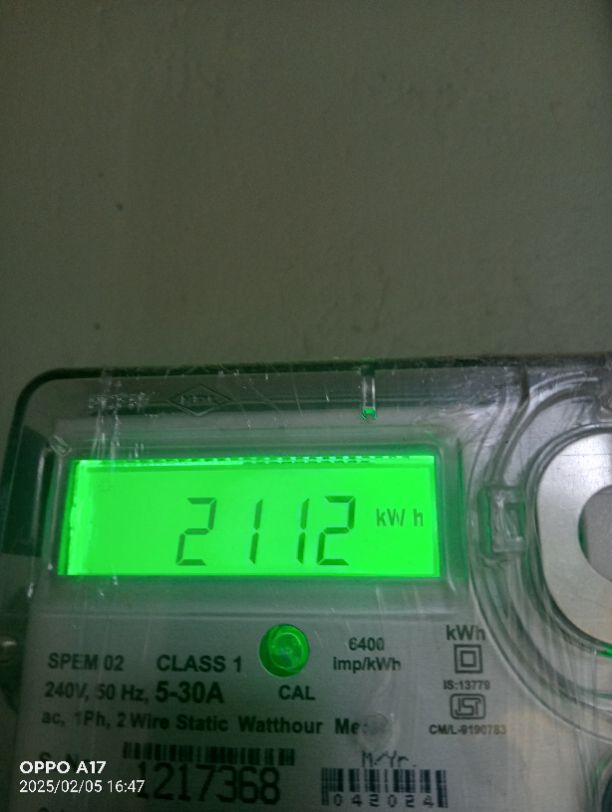 2112 kWh
SPEM 02 CLASS 1
6400
imp/kWh
kWh
240V, 50 Hz, 5-30A
CAL
IS:13779
ac, 1Ph, 2 Wire Static Watthour
CM/L-9190783
M/Yr.
1217368
042024
OPPO A17
2025/02/05 16:47